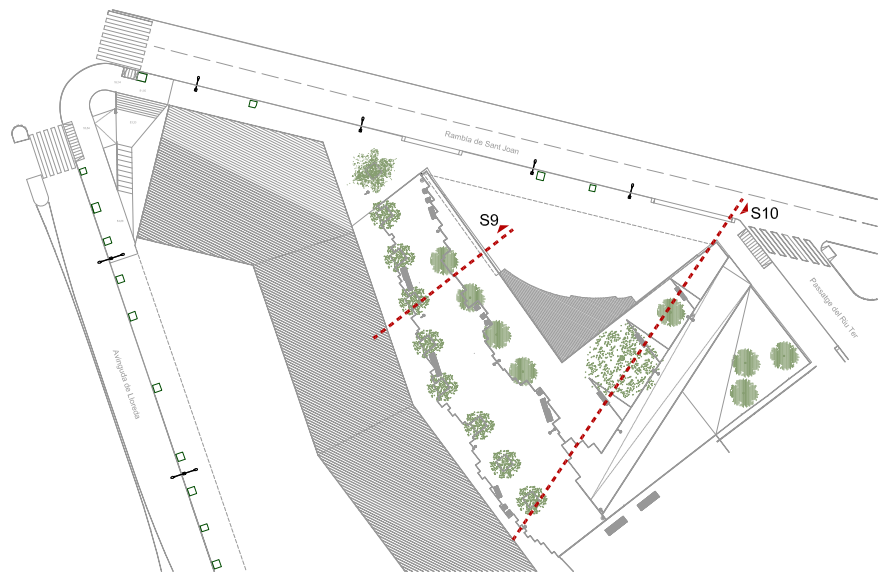 Rambla de Sant Joan
S9
S10
Passatge del Riu Ter
Avinguda de Lloreda